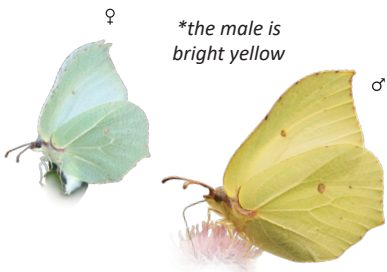 ♀
*the male is
bright yellow
♂